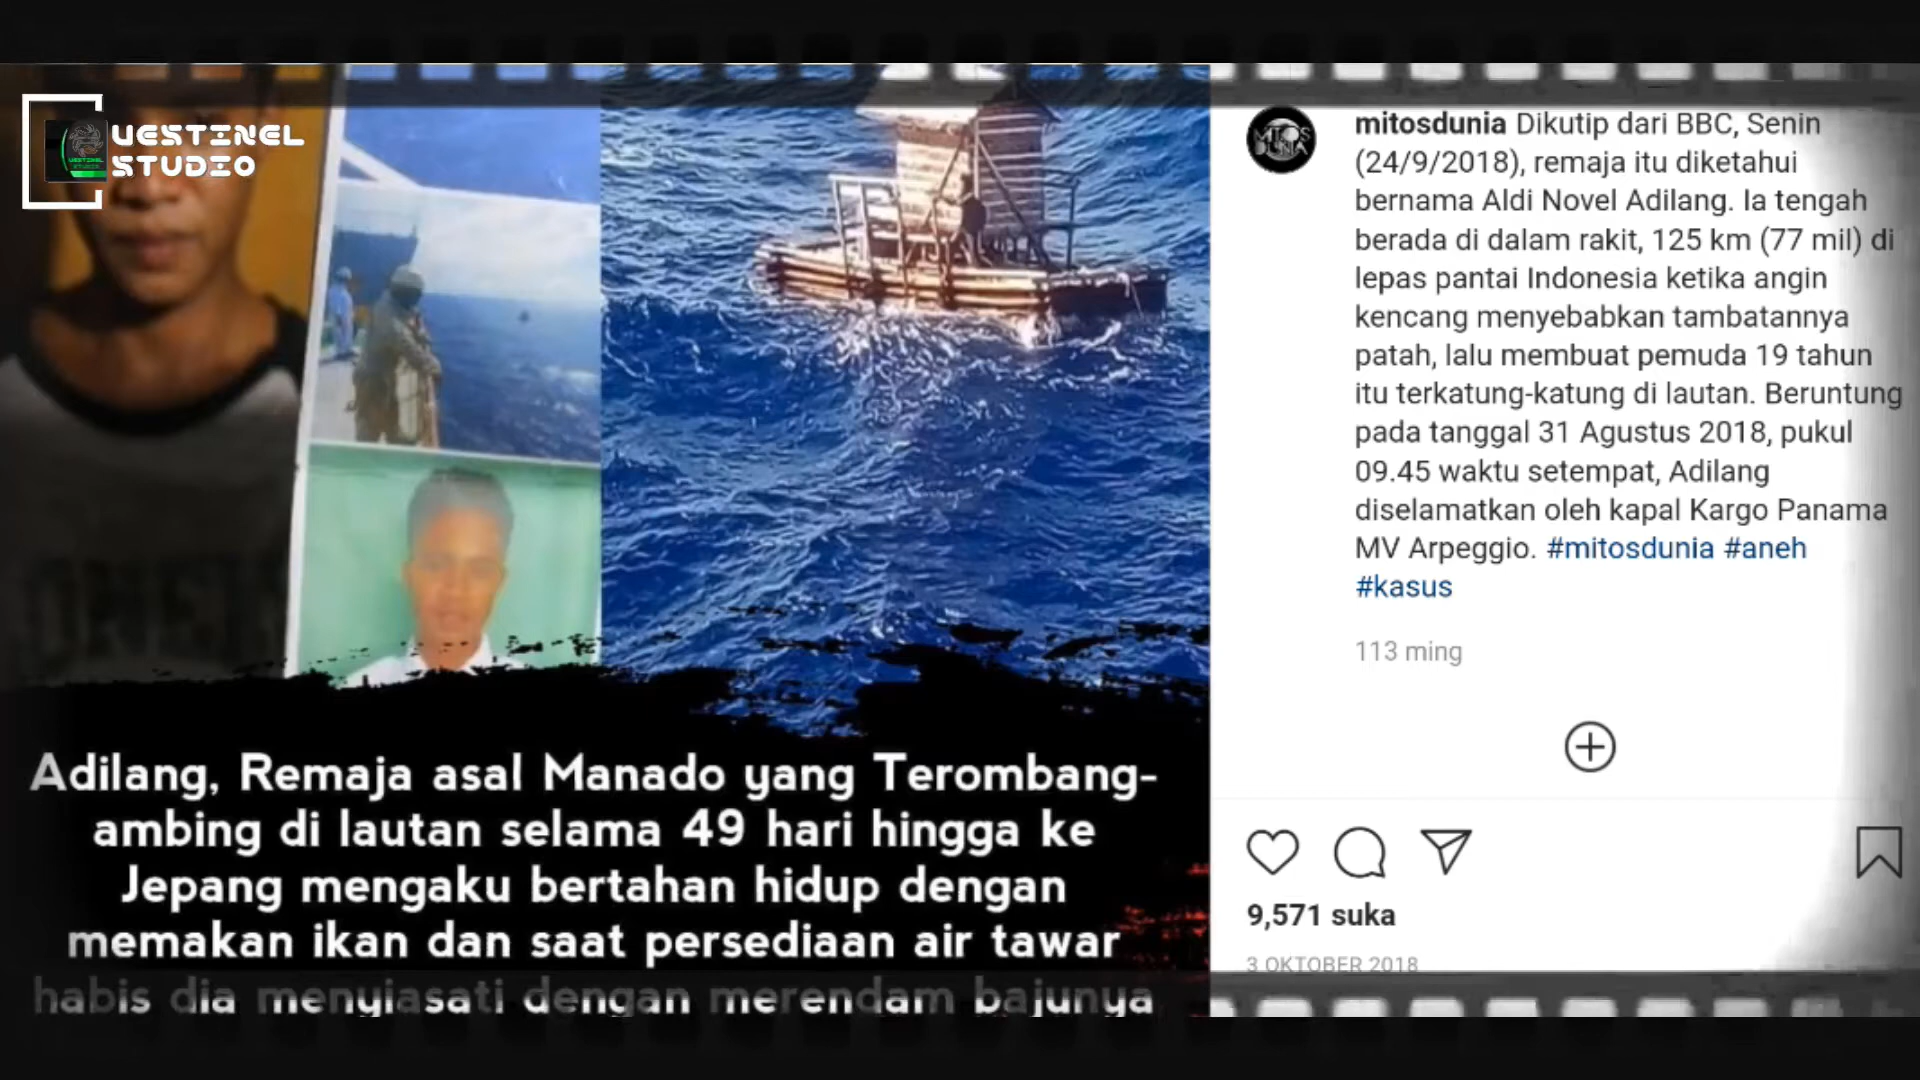 VESTINEL
STUDIO
mitosdunia Dikutip dari BBC, Senin
(24/9/2018), remaja itu diketahui
bernama Aldi Novel Adilang. Ia tengah
berada di dalam rakit, 125 km (77 mil) di
lepas pantai Indonesia ketika angin
kencang menyebabkan tambatannya
patah, lalu membuat pemuda 19 tahun
itu terkatung-katung di lautan. Beruntung
pada tanggal 31 Agustus 2018, pukul
09.45 waktu setempat, Adilang
diselamatkan oleh kapal Kargo Panama
MV Arpeggio. #mitosdunia #aneh
#kasus
113 ming
9,571 suka
3 OKTOBER 2018
MITOS
DUNIA
Adilang, Remaja asal Manado yang Terombang-
ambing di lautan selama 49 hari hingga ke
Jepang mengaku bertahan hidup dengan
memakan ikan dan saat persediaan air tawar
habis dia menyiasati dengan merendam bajunya